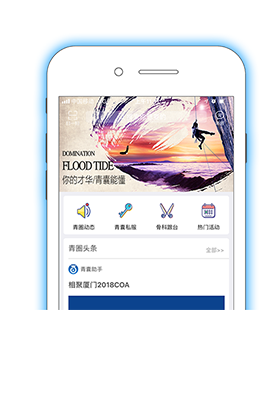 DOMINATION
FLOOD TIDE
你的才华/青囊能懂
青圈动态 青囊私服 骨科跟台 热门活动
青圈头条 全部>>
青囊助手
相聚厦门2018COA